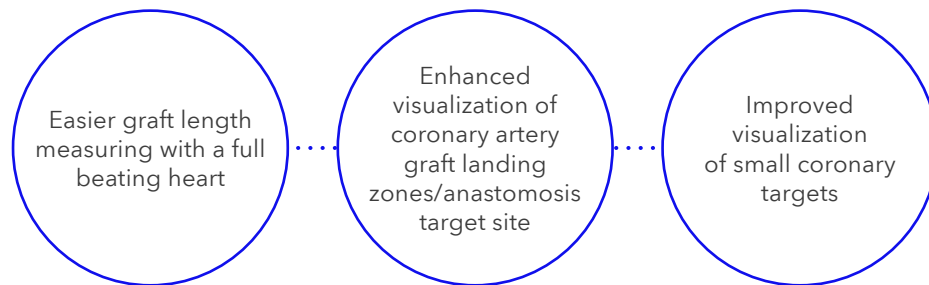 Easier graft length
measuring with a full
beating heart
Enhanced
visualization of
coronary artery
graft landing
zones/anastomosis
target site
Improved
visualization
of small coronary
targets